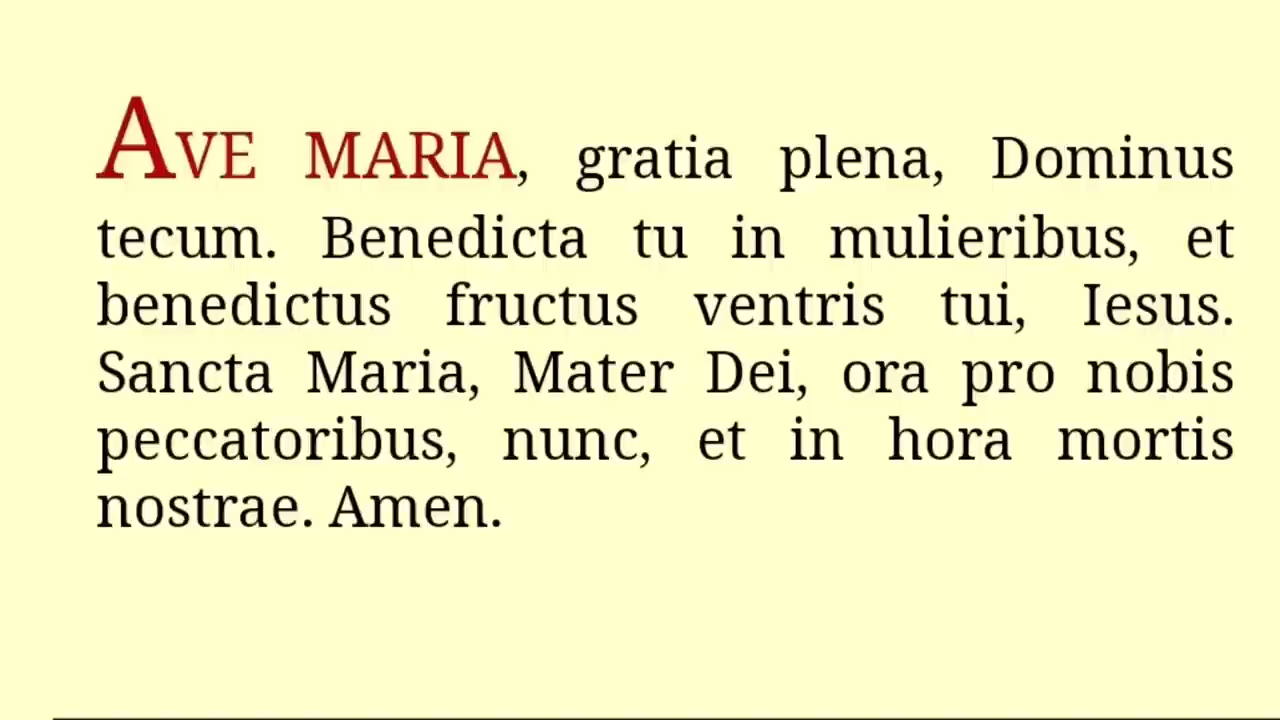 AVE MARIA, gratia plena, Dominus
tecum. Benedicta tu in mulieribus, et
benedictus fructus ventris tui, Iesus.
Sancta Maria, Mater Dei, ora pro nobis
peccatoribus, nunc, et in hora mortis
nostrae. Amen.